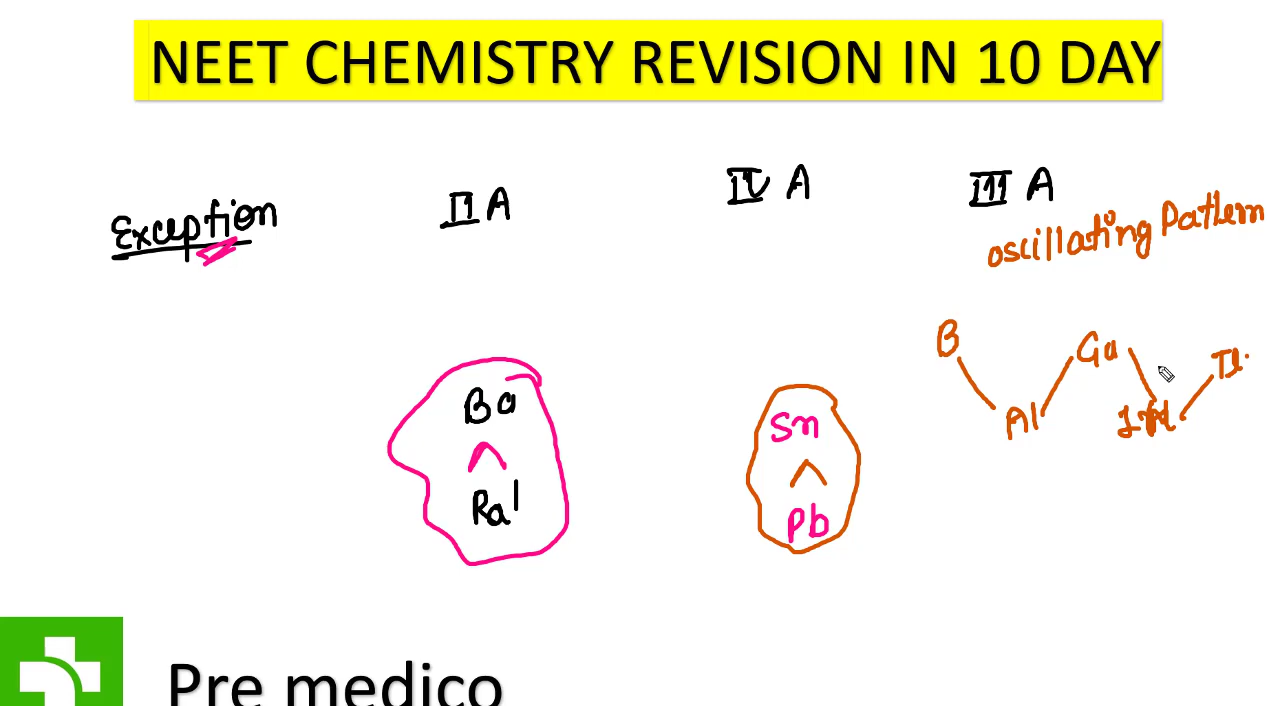 NEET CHEMISTRY REVISION IN 10 DAY
Exception
II A
IV A
III A
oscillating Pattern
B
Ga
Tl
Al
Ba
Sn
Ra
Pb
Pre medico